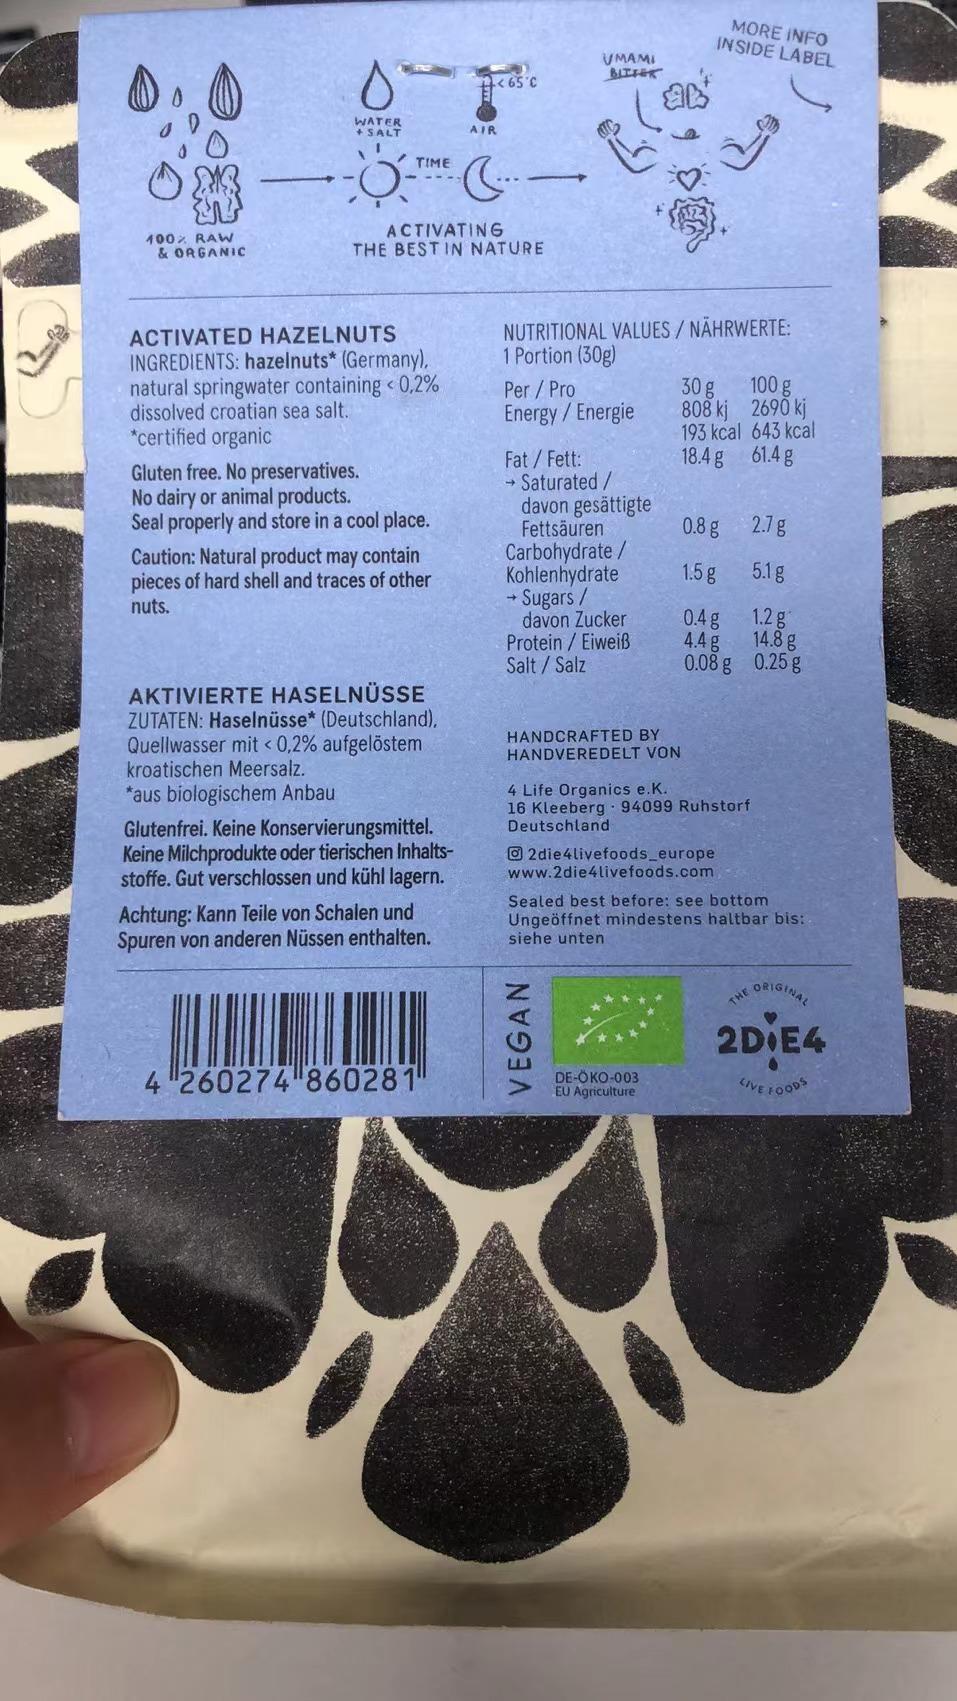 MORE INFO
INSIDE LABEL
UMAMI
BITTER
<65°C
WATER
+ SALT
AIR
TIME
100% RAW
& ORGANIC
ACTIVATING
THE BEST IN NATURE
ACTIVATED HAZELNUTS
INGREDIENTS: hazelnuts* (Germany),
natural springwater containing < 0,2%
dissolved croatian sea salt.
*certified organic
Gluten free. No preservatives.
No dairy or animal products.
Seal properly and store in a cool place.
Caution: Natural product may contain
pieces of hard shell and traces of other
nuts.
AKTIVIERTE HASELNÜSSE
ZUTATEN: Haselnüsse* (Deutschland),
Quellwasser mit < 0,2% aufgelöstem
kroatischen Meersalz.
*aus biologischem Anbau
Glutenfrei. Keine Konservierungsmittel.
Keine Milchprodukte oder tierischen Inhalts-
stoffe. Gut verschlossen und kühl lagern.
Achtung: Kann Teile von Schalen und
Spuren von anderen Nüssen enthalten.
NUTRITIONAL VALUES / NÄHRWERTE:
1 Portion (30g)
Per / Pro 30 g 100 g
Energy / Energie 808 kj 2690 kj
193 kcal 643 kcal
Fat / Fett: 18.4 g 61.4 g
→ Saturated /
davon gesättigte
Fettsäuren 0.8 g 2.7 g
Carbohydrate /
Kohlenhydrate 1.5 g 5.1 g
→ Sugars /
davon Zucker 0.4 g 1.2 g
Protein / Eiweiß 4.4 g 14.8 g
Salt / Salz 0.08 g 0.25 g
HANDCRAFTED BY
HANDVEREDELT VON
4 Life Organics e.K.
16 Kleeberg · 94099 Ruhstorf
Deutschland
2die4livefoods_europe
www.2die4livefoods.com
Sealed best before: see bottom
Ungeöffnet mindestens haltbar bis:
siehe unten
4 260274 860281
VEGAN
DE-ÖKO-003
EU Agriculture
THE ORIGINAL
2DIE4
LIVE FOODS